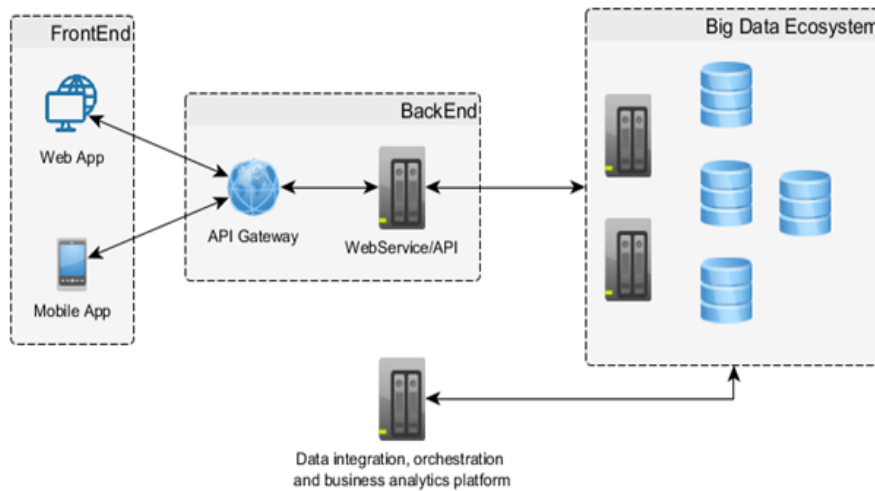 FrontEnd
Web App
Mobile App
BackEnd
API Gateway
WebService/API
Big Data Ecosystem
Data integration, orchestration
and business analytics platform